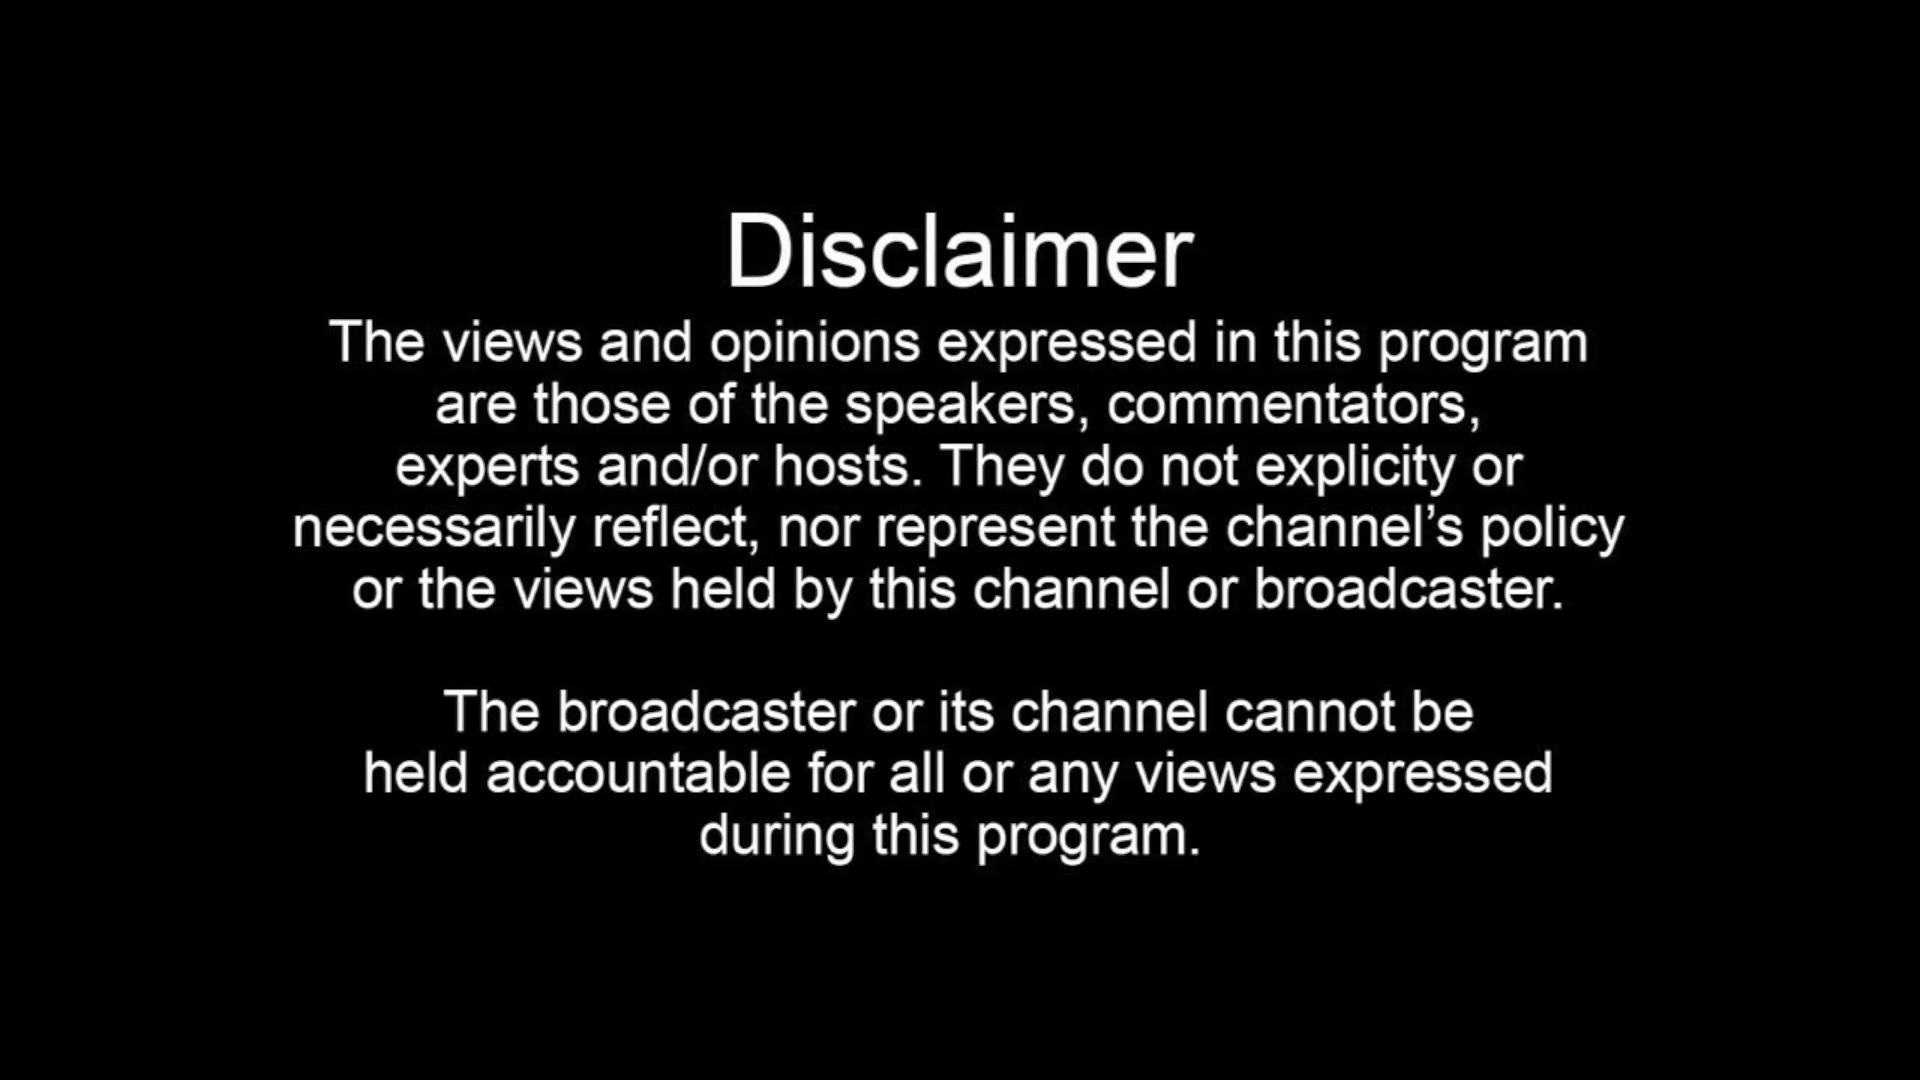 Disclaimer
The views and opinions expressed in this program
are those of the speakers, commentators,
experts and/or hosts. They do not explicity or
necessarily reflect, nor represent the channel’s policy
or the views held by this channel or broadcaster.
The broadcaster or its channel cannot be
held accountable for all or any views expressed
during this program.